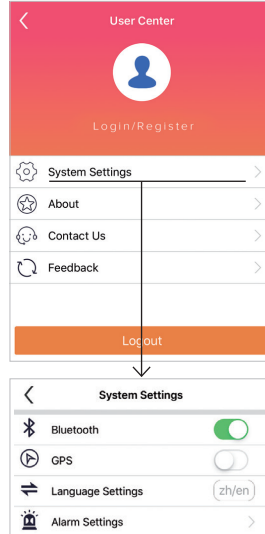 User Center
Login/Register
System Settings
About
Contact Us
Feedback
Logout
System Settings
Bluetooth
GPS
Language Settings zh/en
Alarm Settings